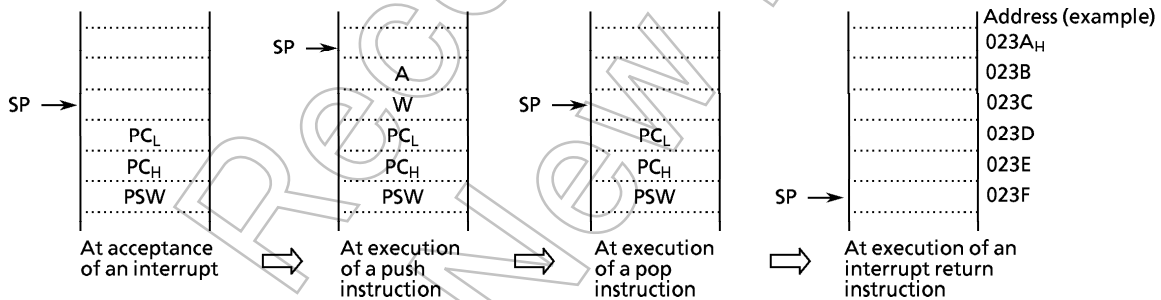 Address (example)
SP
A
W
PCL
PCH
PSW
SP
PCL
PCH
PSW
SP
PCL
PCH
PSW
SP
023AH
023B
023C
023D
023E
023F
At acceptance
of an interrupt
At execution
of a push
instruction
At execution
of a pop
instruction
At execution of an
interrupt return
instruction
Reco
New